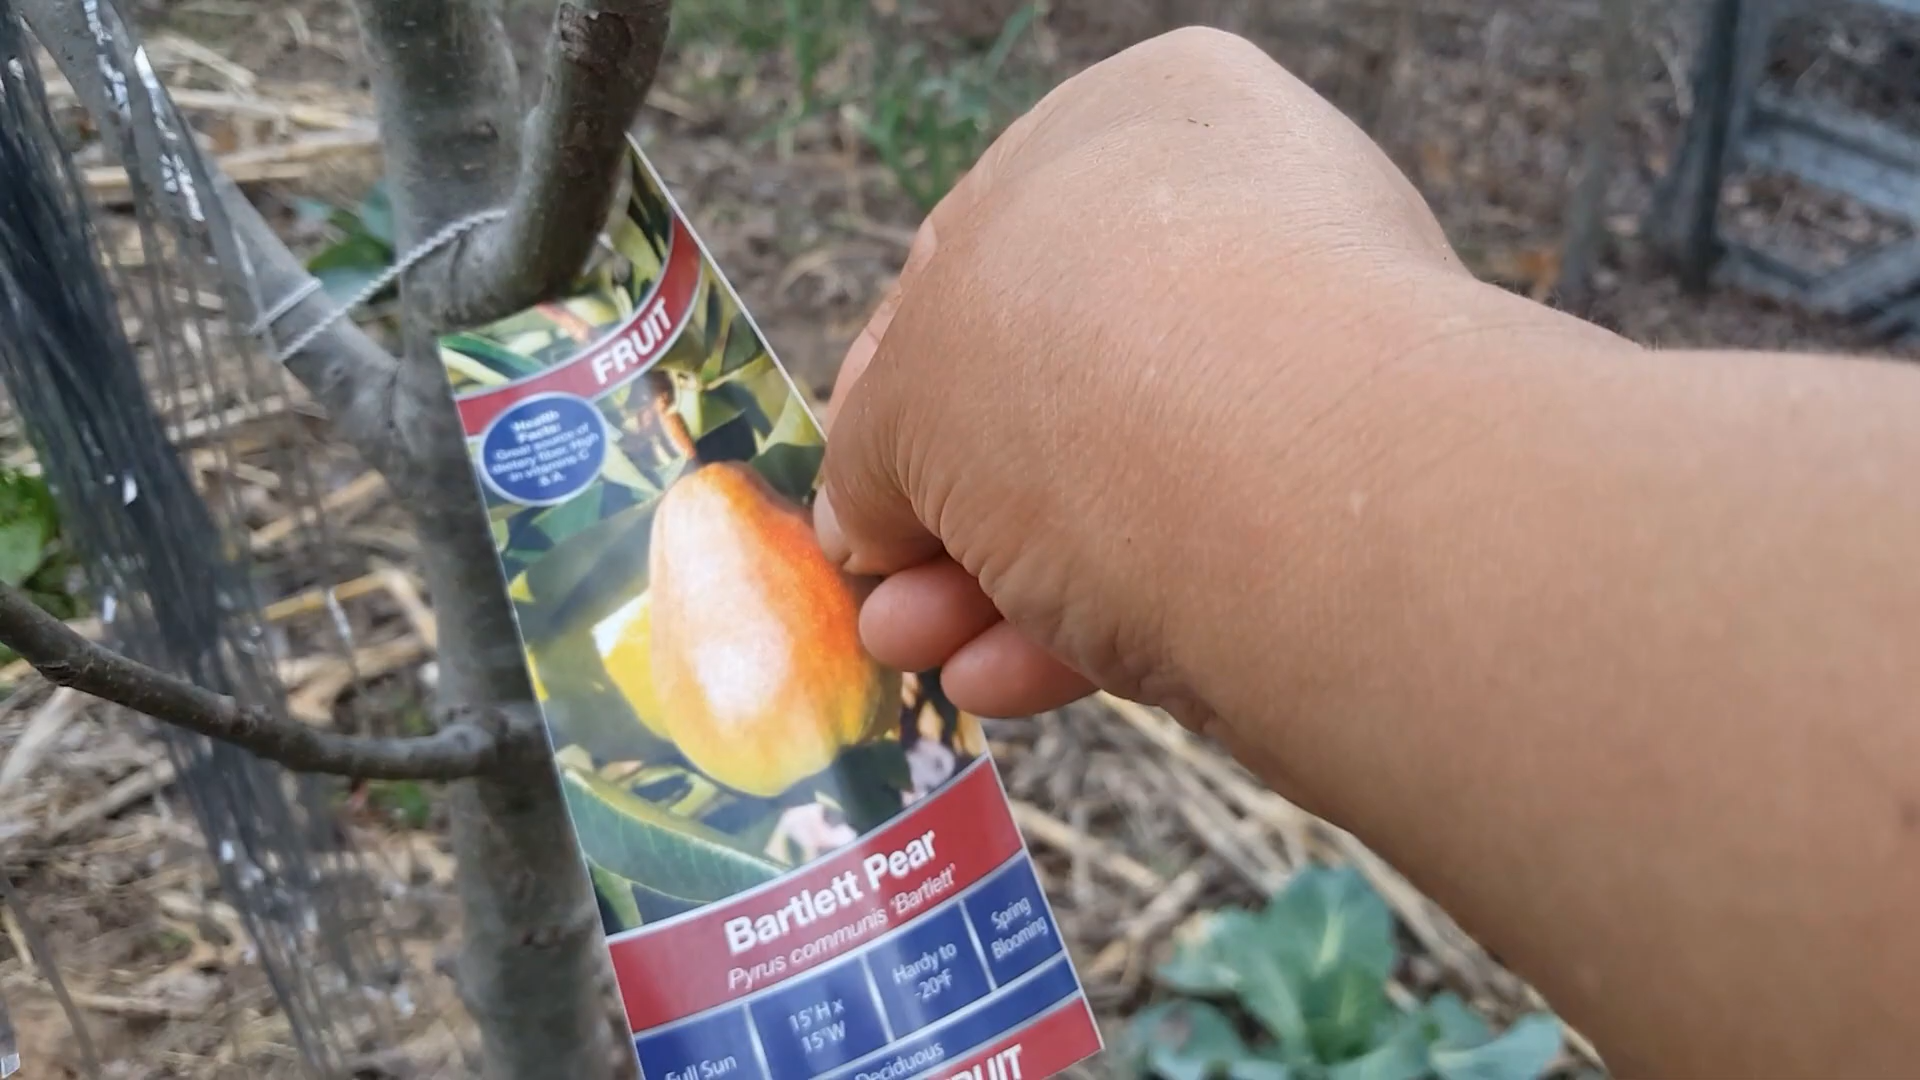 FRUIT
Health
Facts:
Great source of
dietary fiber. High
in vitamins C
& A.
Bartlett Pear
Pyrus communis 'Bartlett'
Full Sun
15'H x
15'W
Hardy to
-20°F
Spring
Blooming
Deciduous
FRUIT